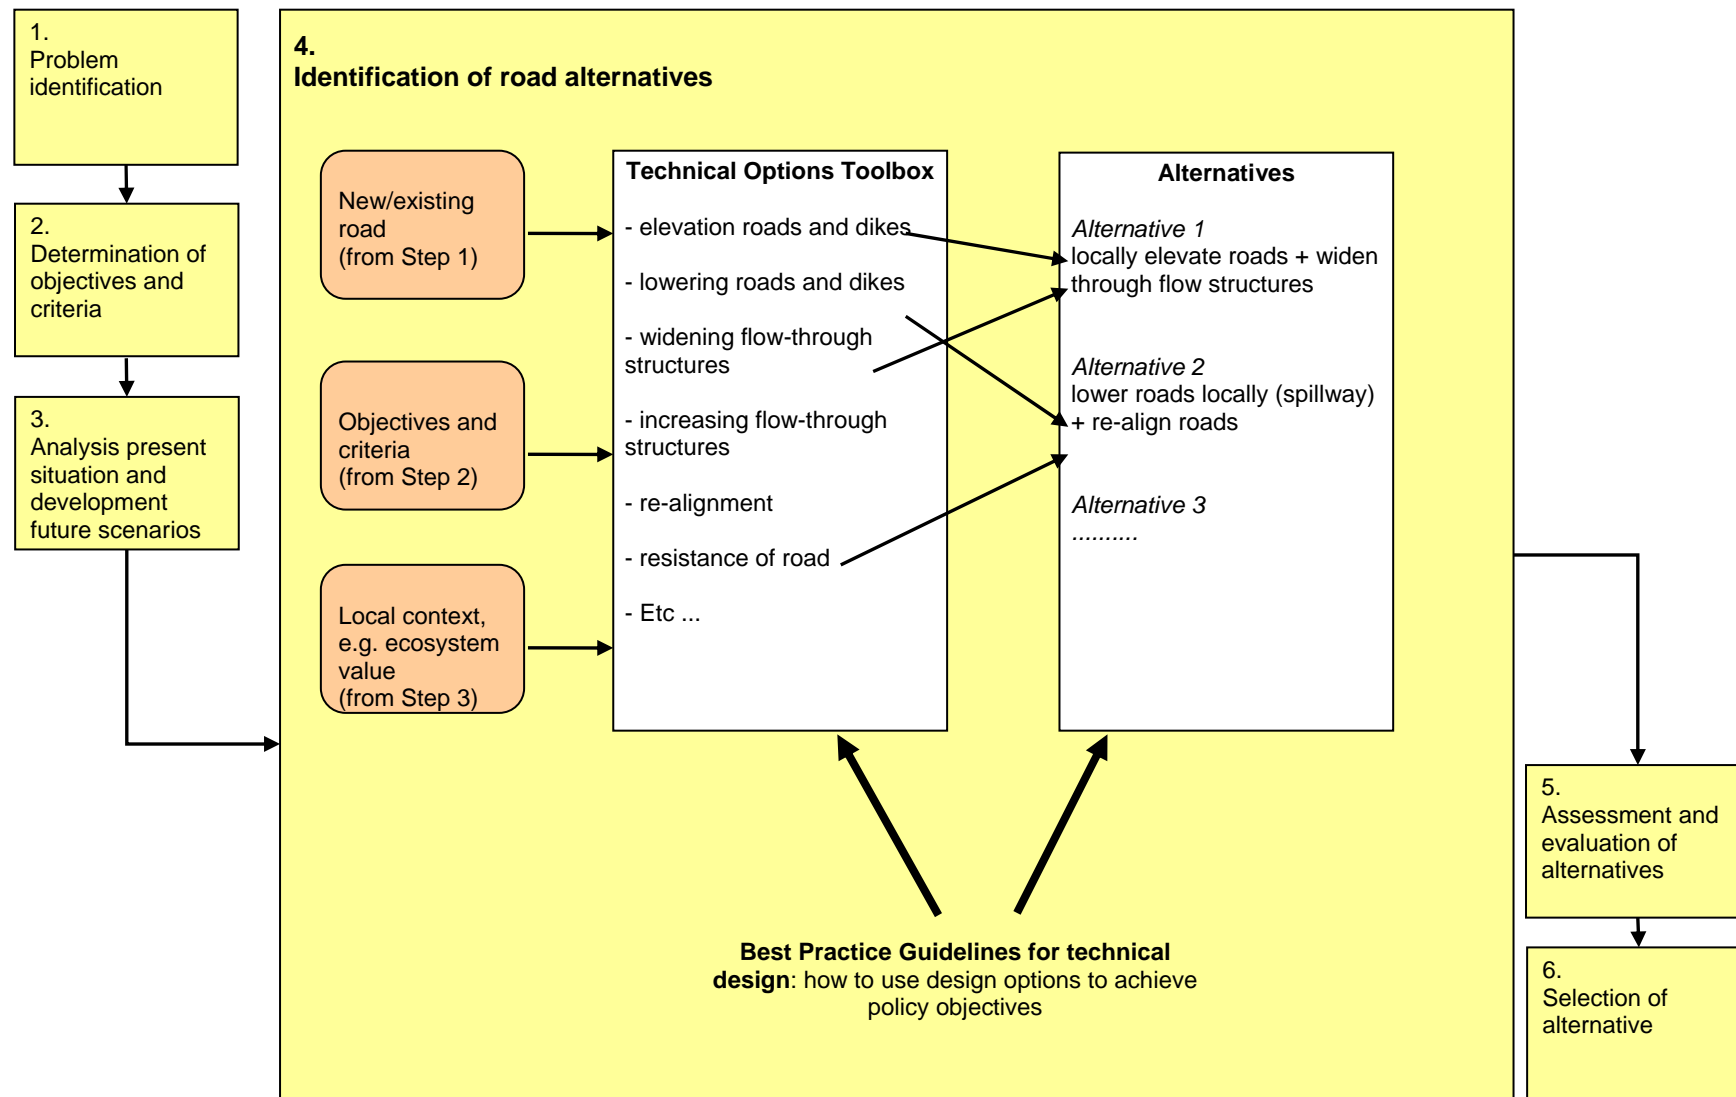 1.
Problem
identification
2.
Determination of
objectives and
criteria
3.
Analysis present
situation and
development
future scenarios
4.
Identification of road alternatives
New/existing
road
(from Step 1)
Objectives and
criteria
(from Step 2)
Local context,
e.g. ecosystem
value
(from Step 3)
Technical Options Toolbox
- elevation roads and dikes
- lowering roads and dikes
- widening flow-through
structures
- increasing flow-through
structures
- re-alignment
- resistance of road
- Etc ...
Alternatives
Alternative 1
locally elevate roads + widen
through flow structures
Alternative 2
lower roads locally (spillway)
+ re-align roads
Alternative 3
..........
Best Practice Guidelines for technical
design: how to use design options to achieve
policy objectives
5.
Assessment and
evaluation of
alternatives
6.
Selection of
alternative